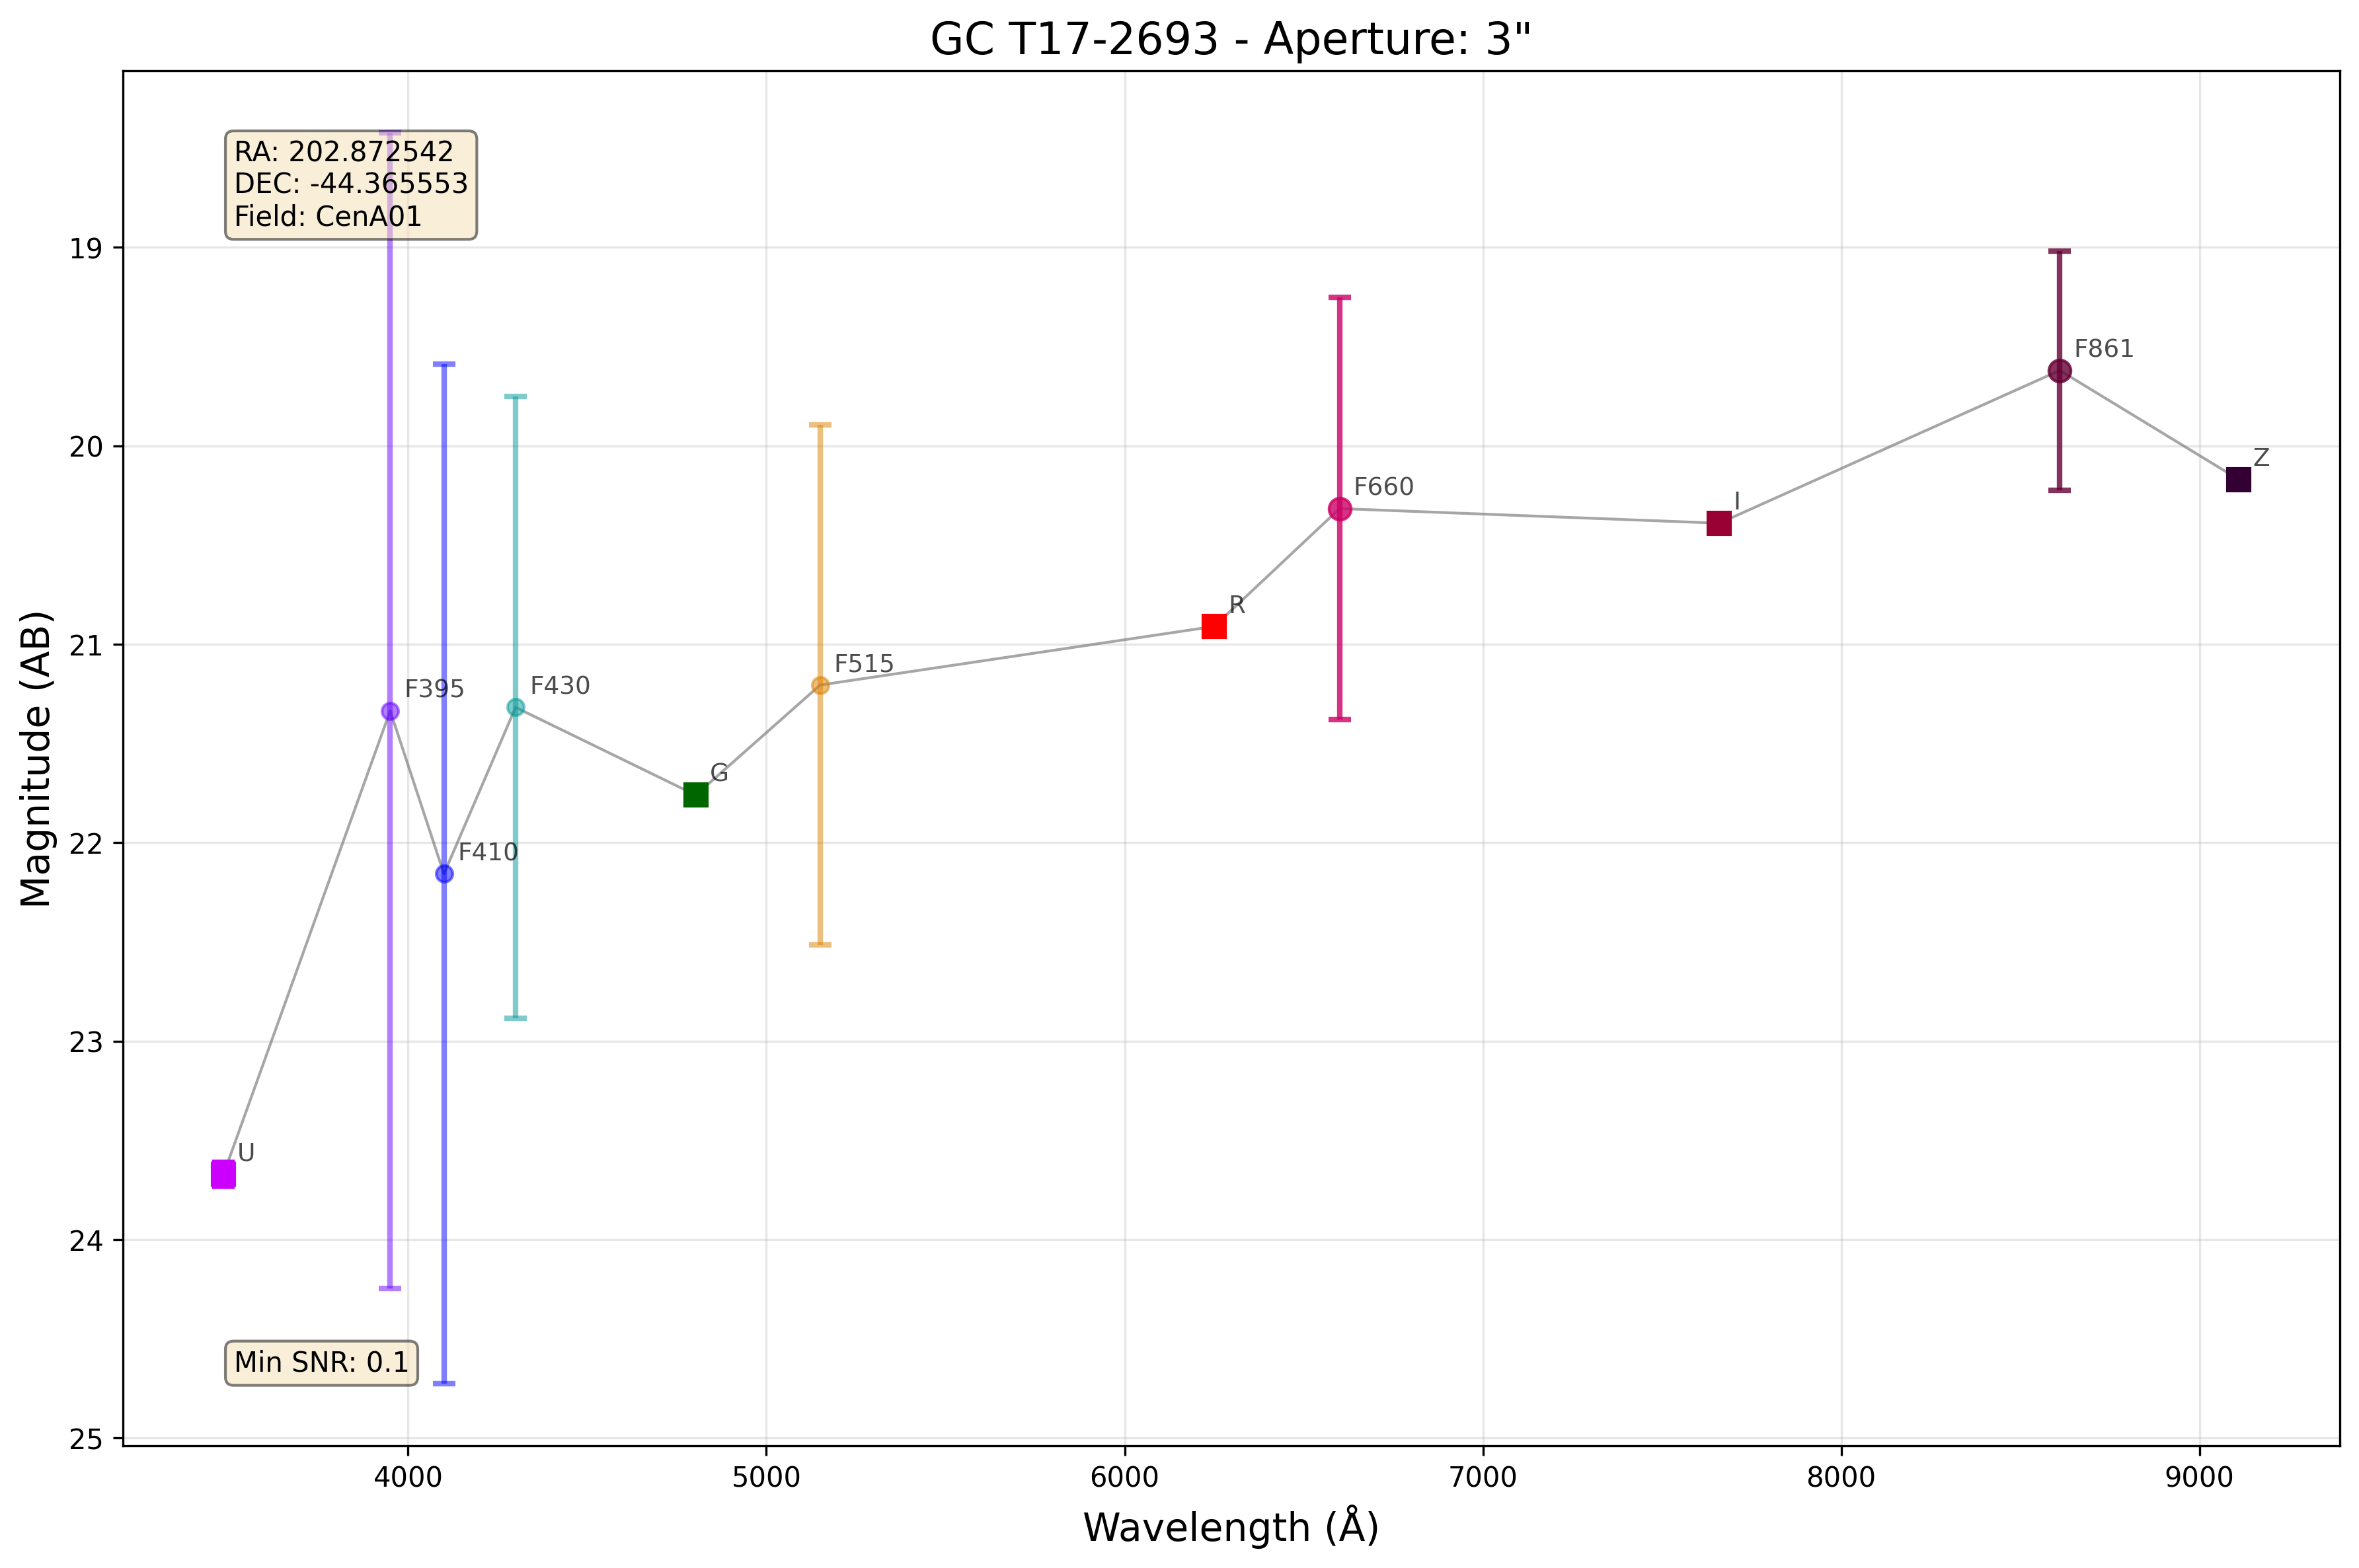 GC T17-2693 - Aperture: 3"
RA: 202.872542
DEC: -44.365553
Field: CenA01
19
20
21
22
23
24
25
Magnitude (AB)
U
F395
F410
F430
G
F515
R
F660
I
F861
Z
Min SNR: 0.1
4000
5000
6000
7000
8000
9000
Wavelength (Å)